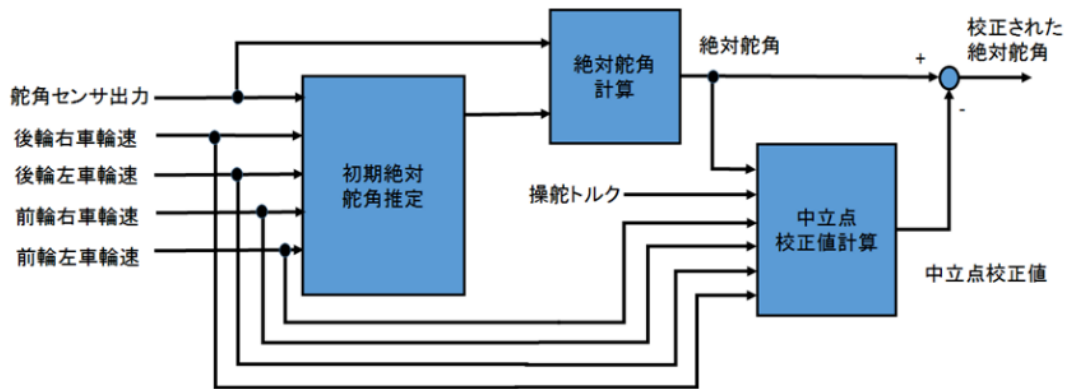 舵角センサ出力
後輪右車輪速
後輪左車輪速
前輪右車輪速
前輪左車輪速
初期絶対
舵角推定
絶対舵角
計算
絶対舵角
操舵トルク
中立点
校正値計算
+
-
校正された
絶対舵角
中立点校正値